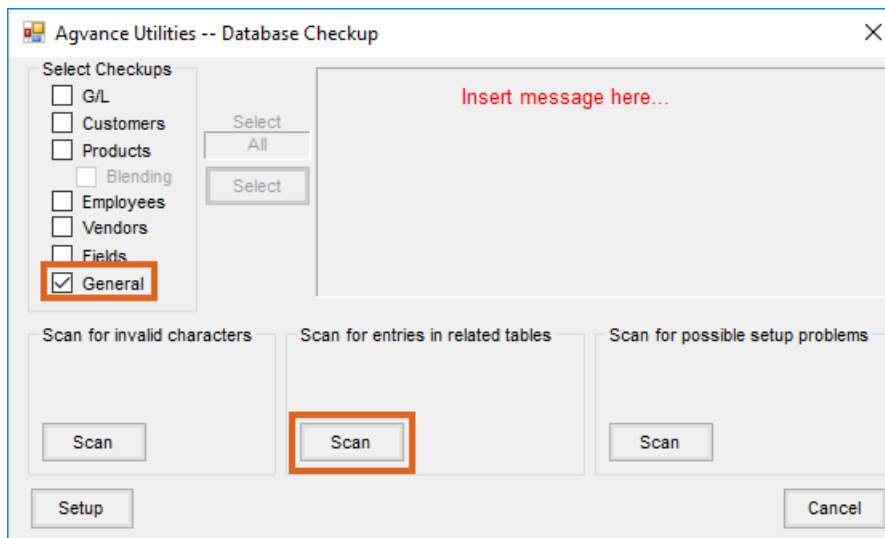 Agvance Utilities -- Database Checkup
Select Checkups
G/L
Customers
Products
Blending
Employees
Vendors
Fields
General
Select
All
Select
Insert message here...
Scan for invalid characters
Scan
Scan for entries in related tables
Scan
Scan for possible setup problems
Scan
Setup
Cancel